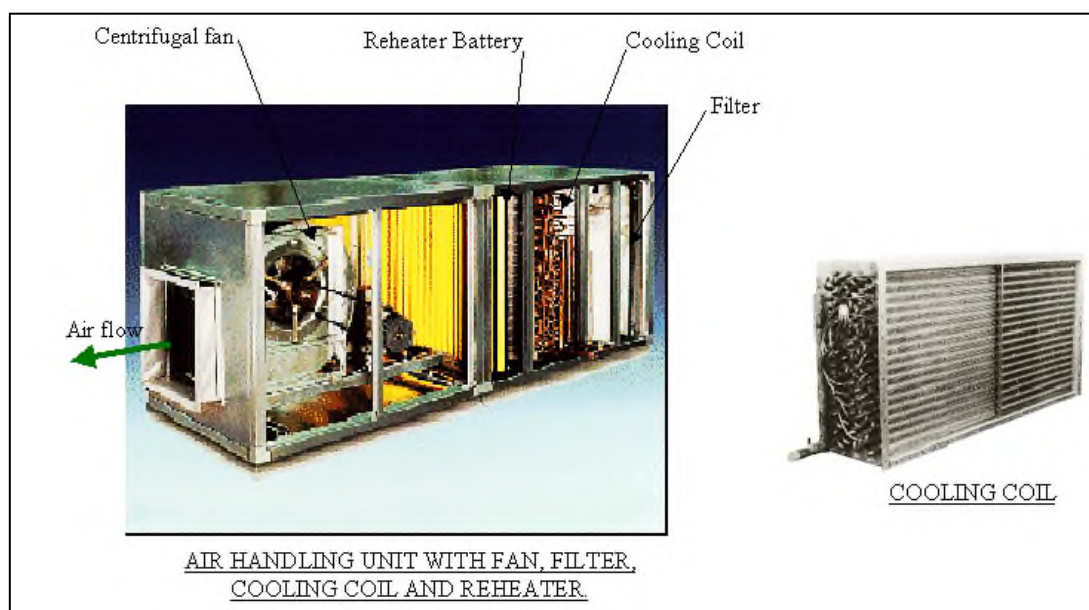 Centrifugal fan
Reheater Battery
Cooling Coil
Filter
Air flow
COOLING COIL
AIR HANDLING UNIT WITH FAN, FILTER,
COOLING COIL AND REHEATER.